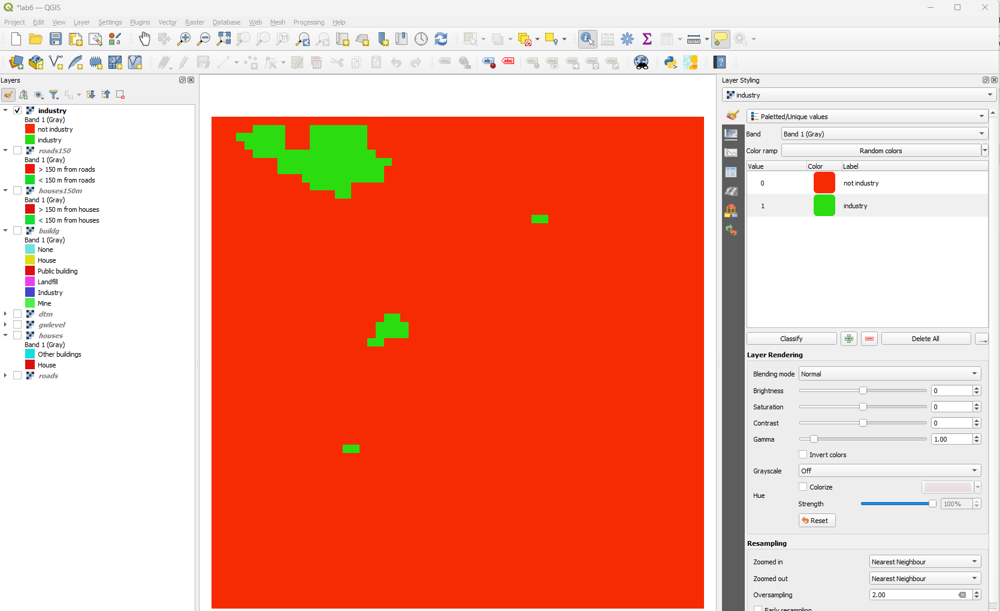 *lab6 — QGIS
Project Edit View Layer Settings Plugins Vector Raster Database Web Mesh Processing Help
Layers
industry
Band 1 (Gray)
not industry
industry
roads150
Band 1 (Gray)
> 150 m from roads
< 150 m from roads
houses150m
Band 1 (Gray)
> 150 m from houses
< 150 m from houses
buildg
Band 1 (Gray)
None
House
Public building
Landfill
Industry
Mine
dtm
gwlevel
houses
Band 1 (Gray)
Other buildings
House
roads
Layer Styling
industry
Paletted/Unique values
Band Band 1 (Gray)
Color ramp Random colors
Value Color Label
0 not industry
1 industry
Classify Delete All ...
Layer Rendering
Blending mode Normal
Brightness 0
Saturation 0
Contrast 0
Gamma 1.00
Invert colors
Grayscale Off
Hue Colorize
Strength 100%
Reset
Resampling
Zoomed in Nearest Neighbour
Zoomed out Nearest Neighbour
Oversampling 2.00
Early resampling